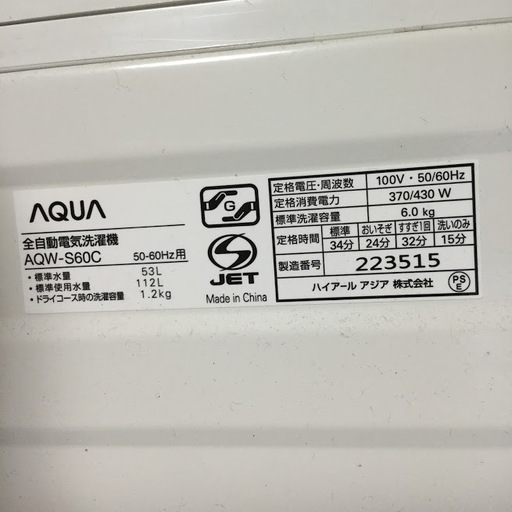 AQUA
全自動電気洗濯機
AQW-S60C 50-60Hz用
・標準水量 53L
・標準使用水量 112L
・ドライコース時の洗濯容量 1.2kg
G
S
JET
Made in China
定格電圧・周波数 100V・50/60Hz
定格消費電力 370/430 W
標準洗濯容量 6.0 kg
定格時間 標準 おいそぎ すすぎ1回 洗いのみ
34分 24分 32分 15分
製造番号 223515
ハイアール アジア 株式会社
PS
E